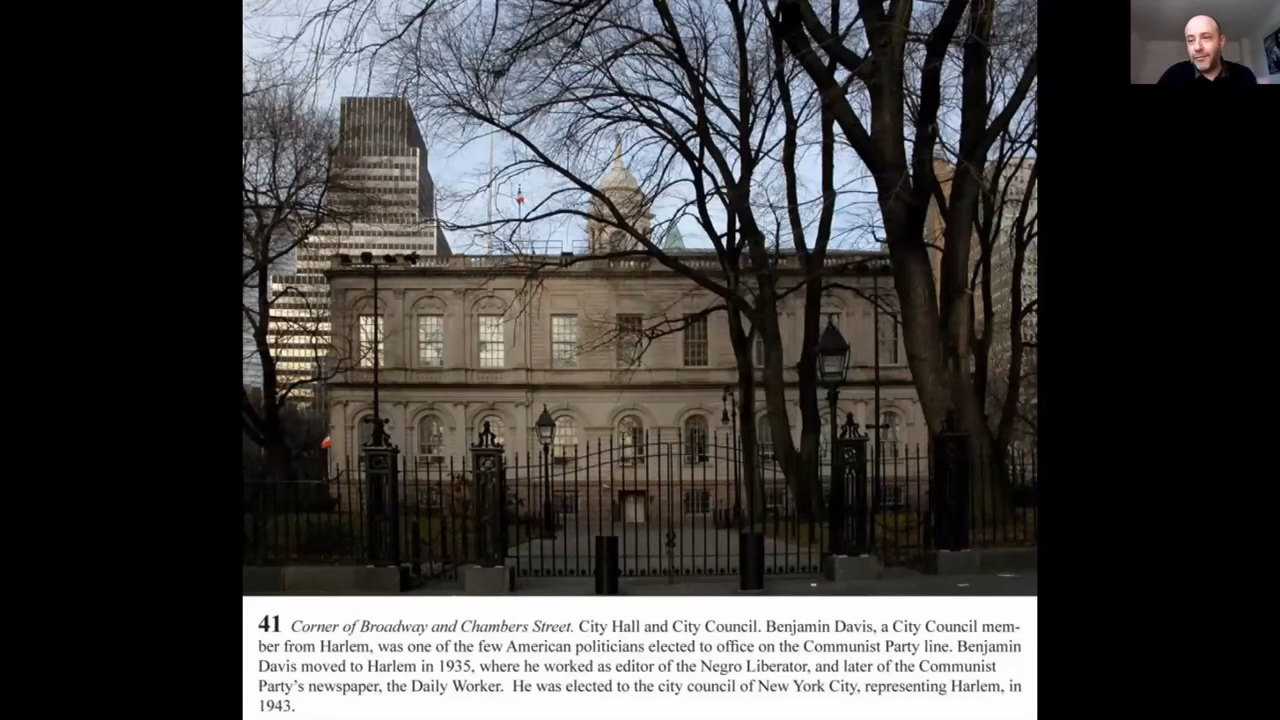 41 Corner of Broadway and Chambers Street. City Hall and City Council. Benjamin Davis, a City Council mem-
ber from Harlem, was one of the few American politicians elected to office on the Communist Party line. Benjamin
Davis moved to Harlem in 1935, where he worked as editor of the Negro Liberator, and later of the Communist
Party's newspaper, the Daily Worker.  He was elected to the city council of New York City, representing Harlem, in
1943.